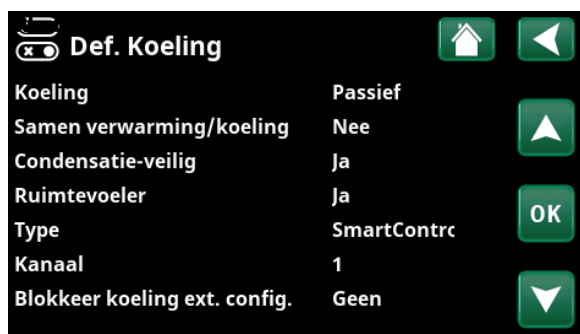 Def. Koeling
Koeling Passief
Samen verwarming/koeling Nee
Condensatie-veilig Ja
Ruimtevoeler Ja
Type SmartContrc
Kanaal 1
Blokkeer koeling ext. config. Geen
OK